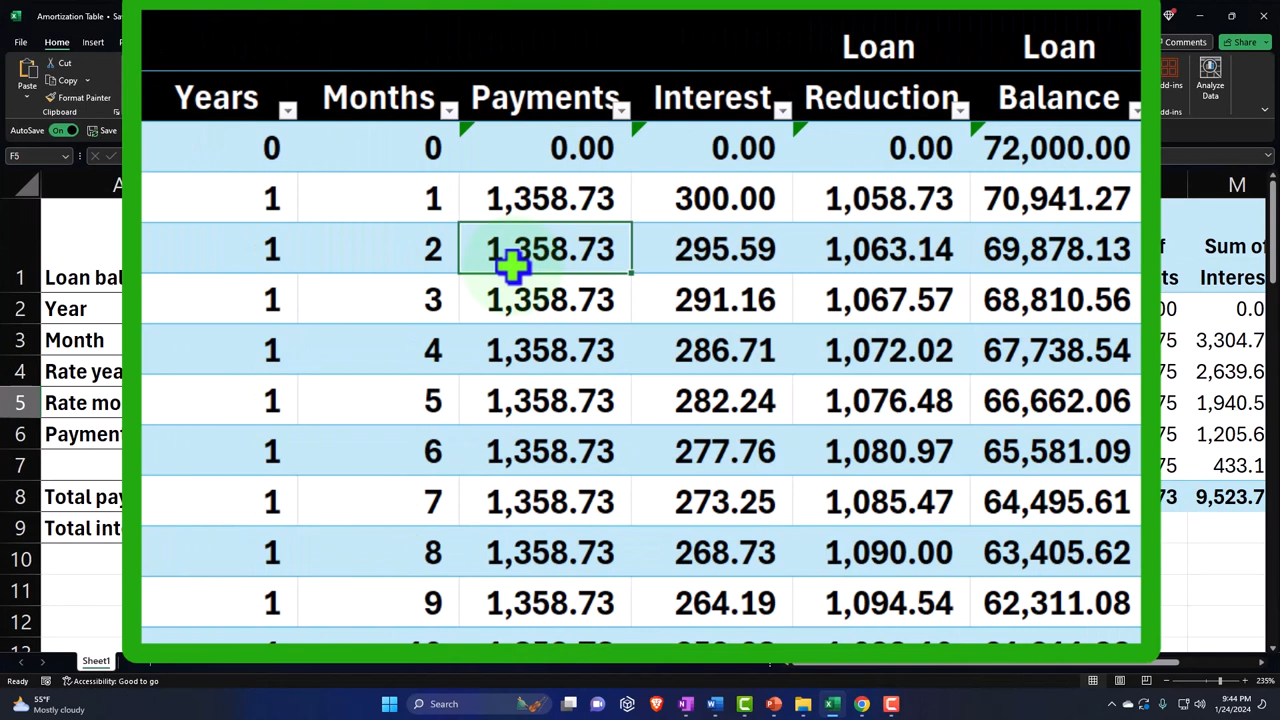 Amortization Table
File Home Insert
Comments Share
Cut
Copy
Format Painter
Paste
Clipboard
Add-ins
Analyze
Data
AutoSave On Save
F5
Loan Loan
Years Months Payments Interest Reduction Balance
0 0 0.00 0.00 0.00 72,000.00
1 1 1,358.73 300.00 1,058.73 70,941.27
1 2 1,358.73 295.59 1,063.14 69,878.13
1 3 1,358.73 291.16 1,067.57 68,810.56
1 4 1,358.73 286.71 1,072.02 67,738.54
1 5 1,358.73 282.24 1,076.48 66,662.06
1 6 1,358.73 277.76 1,080.97 65,581.09
1 7 1,358.73 273.25 1,085.47 64,495.61
1 8 1,358.73 268.73 1,090.00 63,405.62
1 9 1,358.73 264.19 1,094.54 62,311.08
M
Sum of
Interes
0.0
75 3,304.7
75 2,639.6
75 1,940.5
75 1,205.6
75 433.1
73 9,523.7
1 Loan bal
2 Year
3 Month
4 Rate yea
5 Rate mo
6 Paymen
7
8 Total pay
9 Total int
10
11
12
Sheet1
Ready Accessibility: Good to go 235%
55°F
Mostly cloudy
Search
9:44 PM
1/24/2024